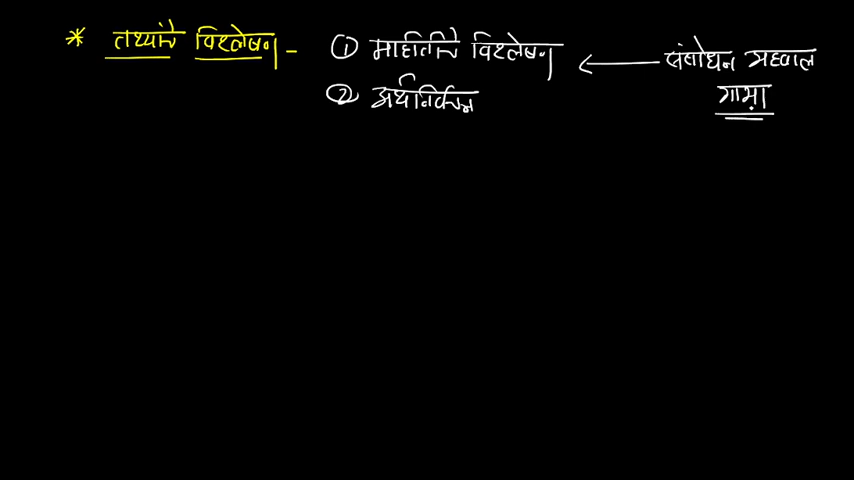 * तथ्यांचे विश्लेषण - ① माहितीचे विश्लेषण ← संशोधन अहवाल
② अर्थनिर्वचन गाभा